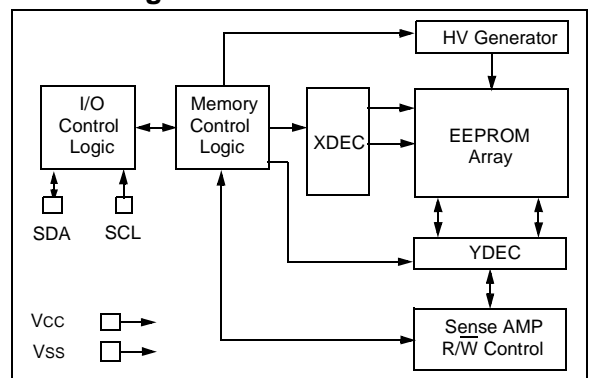 HV Generator
I/O
Control
Logic
Memory
Control
Logic
XDEC
EEPROM
Array
SDA
SCL
YDEC
VCC
VSS
Sense AMP
R/W̅ Control